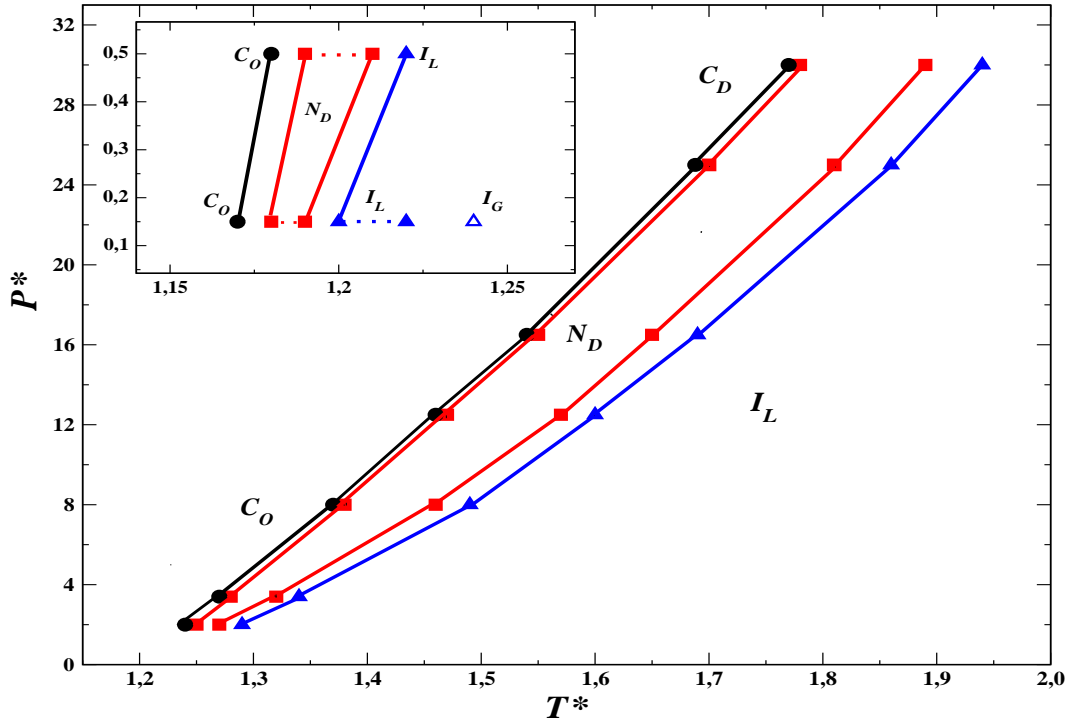 32
28
24
20
16
12
8
4
0
P*
0,5
0,4
0,3
0,2
0,1
C_O
I_L
N_D
C_O
I_L
I_G
1,15
1,2
1,25
C_D
N_D
I_L
C_O
1,2
1,3
1,4
1,5
1,6
1,7
1,8
1,9
2,0
T*